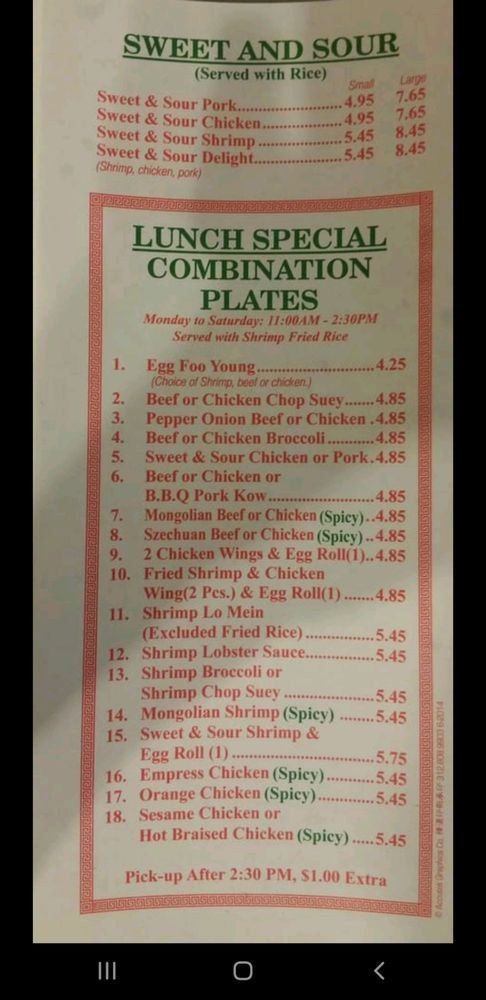 SWEET AND SOUR
(Served with Rice)
Small Large
Sweet & Sour Pork..................... 4.95 7.65
Sweet & Sour Chicken................ 4.95 7.65
Sweet & Sour Shrimp ................. 5.45 8.45
Sweet & Sour Delight.................. 5.45 8.45
(Shrimp, chicken, pork)
LUNCH SPECIAL
COMBINATION
PLATES
Monday to Saturday: 11:00AM - 2:30PM
Served with Shrimp Fried Rice
1. Egg Foo Young...........................4.25
(Choice of Shrimp, beef or chicken.)
2. Beef or Chicken Chop Suey.......4.85
3. Pepper Onion Beef or Chicken .4.85
4. Beef or Chicken Broccoli...........4.85
5. Sweet & Sour Chicken or Pork.4.85
6. Beef or Chicken or
B.B.Q Pork Kow........................4.85
7. Mongolian Beef or Chicken (Spicy)..4.85
8. Szechuan Beef or Chicken (Spicy)..4.85
9. 2 Chicken Wings & Egg Roll(1)..4.85
10. Fried Shrimp & Chicken
Wing(2 Pcs.) & Egg Roll(1) .......4.85
11. Shrimp Lo Mein
(Excluded Fried Rice)................5.45
12. Shrimp Lobster Sauce................5.45
13. Shrimp Broccoli or
Shrimp Chop Suey .....................5.45
14. Mongolian Shrimp (Spicy) ........5.45
15. Sweet & Sour Shrimp &
Egg Roll (1) .................................5.75
16. Empress Chicken (Spicy)...........5.45
17. Orange Chicken (Spicy).............5.45
18. Sesame Chicken or
Hot Braised Chicken (Spicy) .....5.45
Pick-up After 2:30 PM, $1.00 Extra
© Accurate Graphics Co. 312.808.9903 6-2014